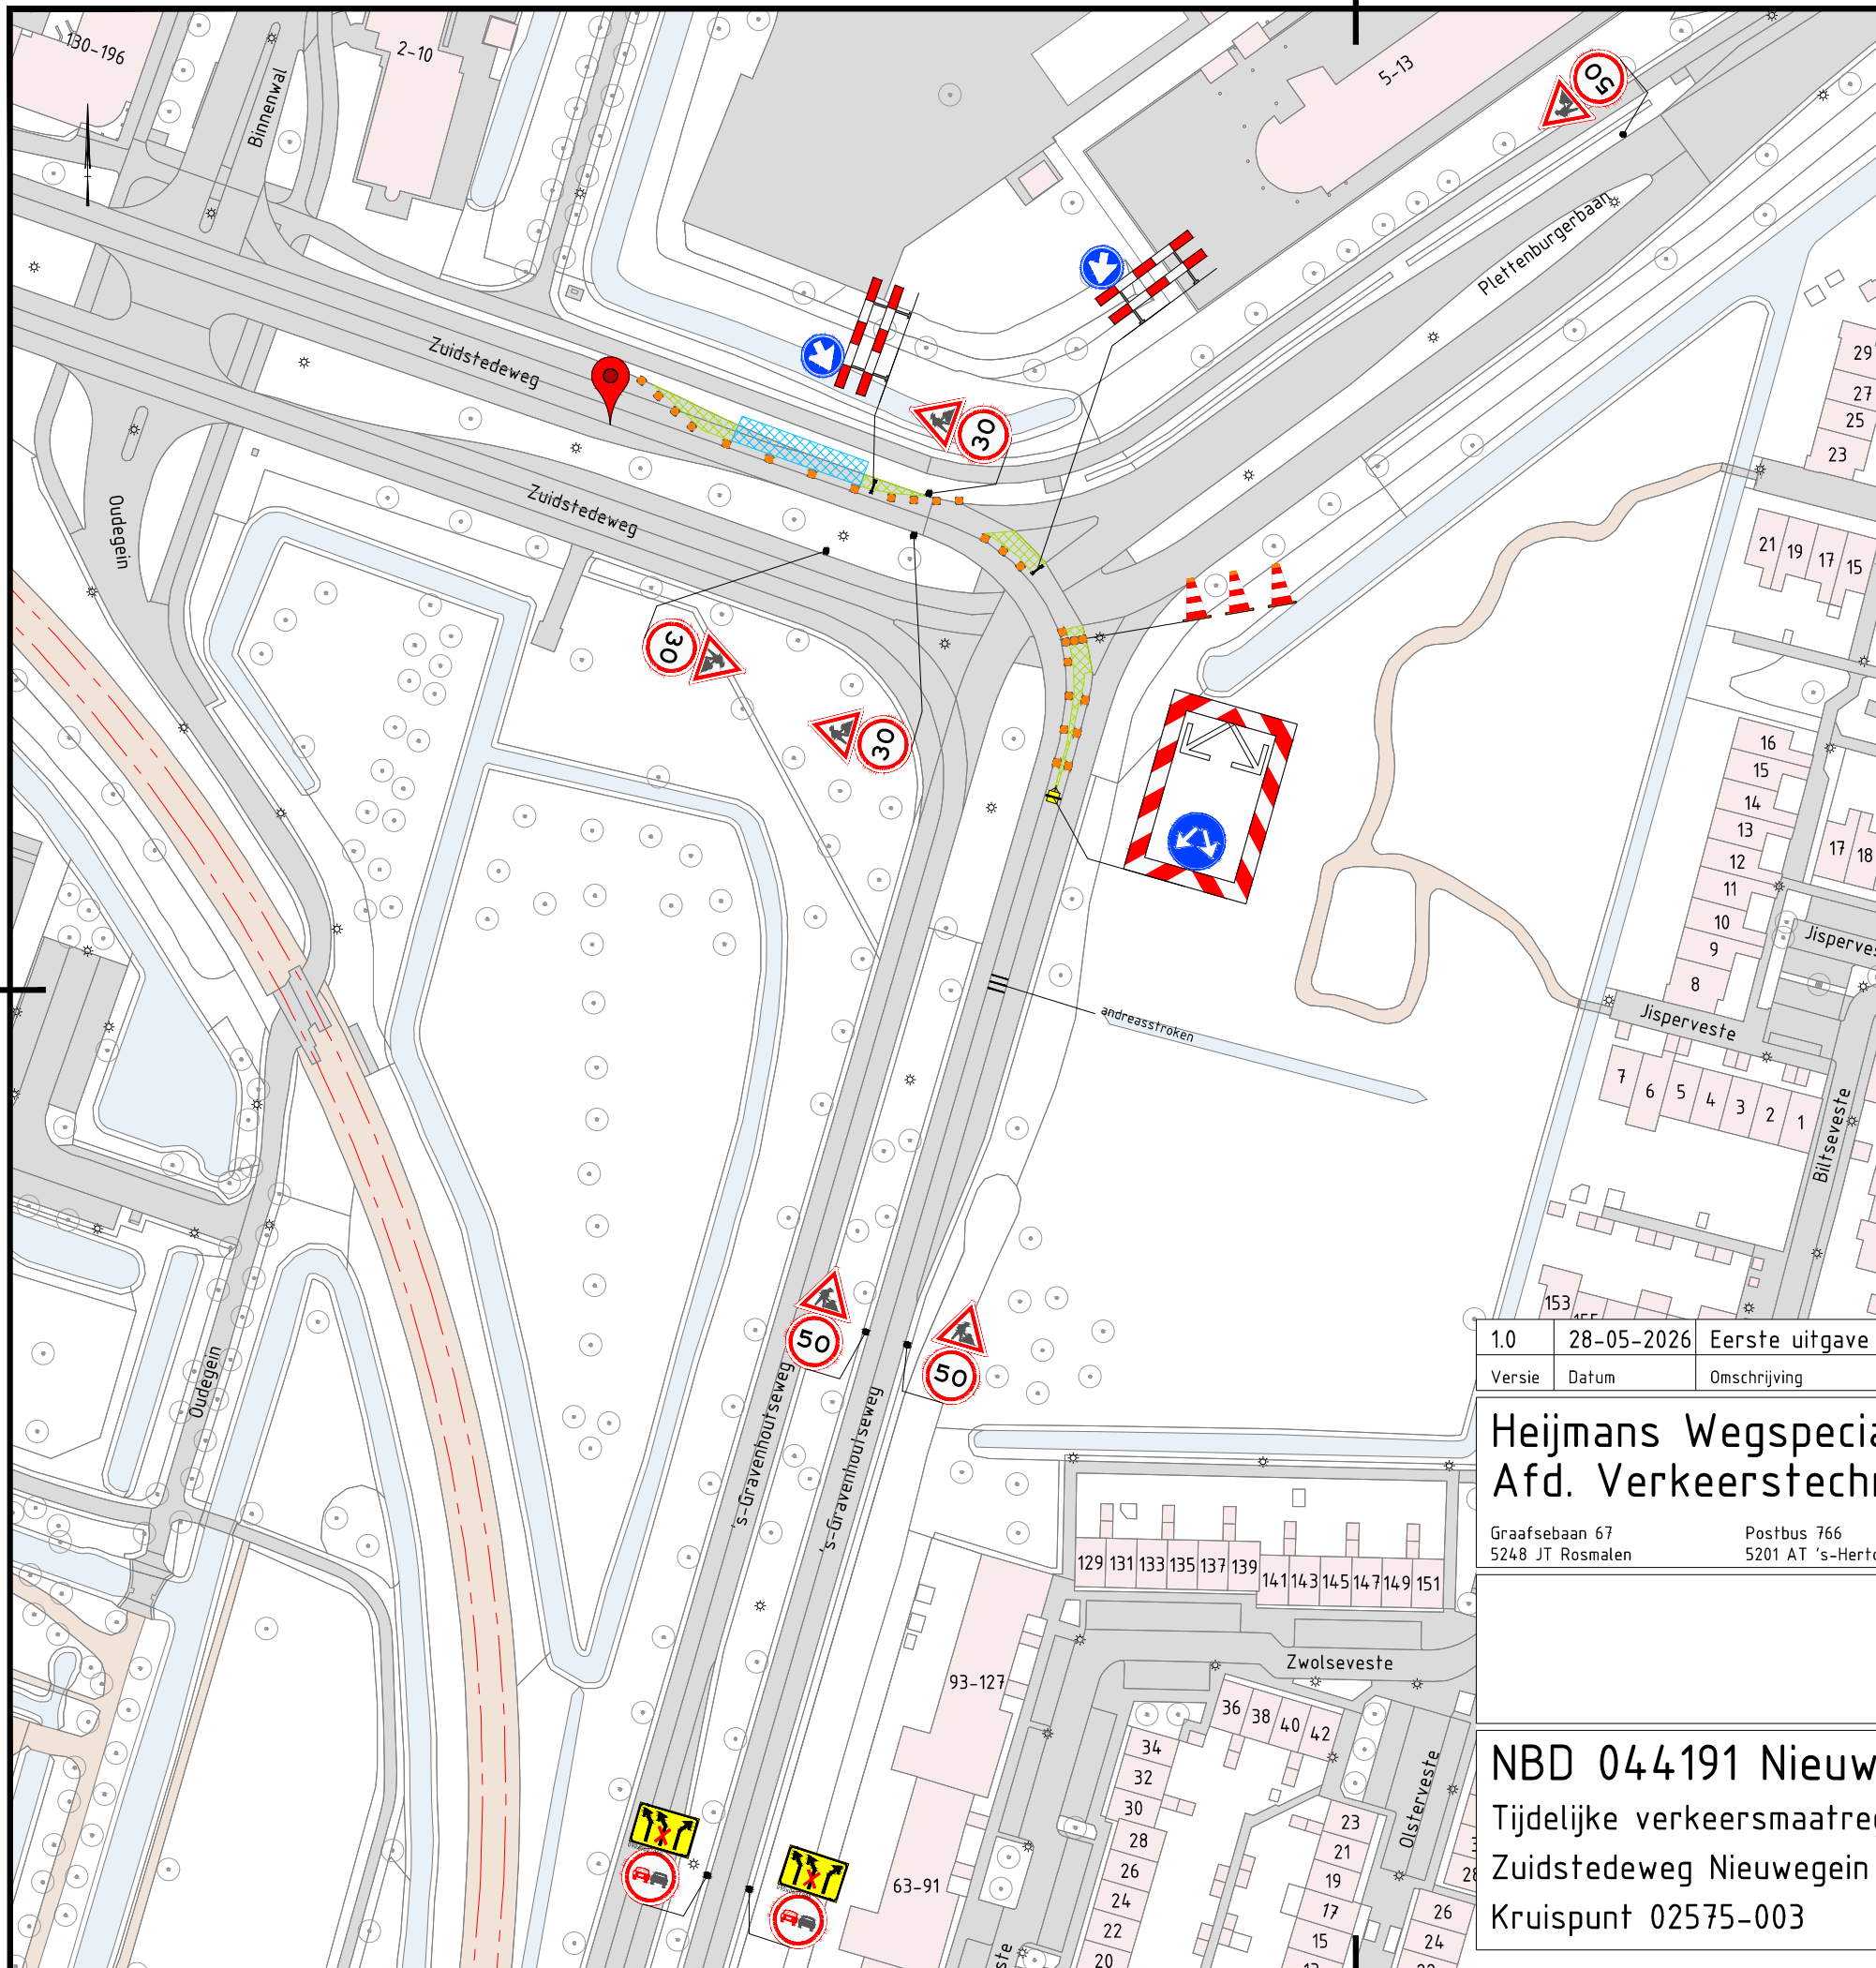 130-196
2-10
5-13
50
Binnenwal
Plettenburgerbaan
Zuidstedeweg
30
Zuidstedeweg
Oudegein
30
30
29
27
25
23
21
19
17
15
16
15
14
13
12
11
10
9
8
17
18
andreasstroken
Jisperveste
7
6
5
4
3
2
1
Biltseveste
50
50
Oudegein
's-Gravenhoutseweg
's-Gravenhoutseweg
153
1.0 28-05-2026 Eerste uitgave
Versie Datum Omschrijving
Heijmans Wegspecia
Afd. Verkeerstech
Graafsebaan 67 Postbus 766
5248 JT Rosmalen 5201 AT 's-Herto
129 131 133 135 137 139
141 143 145 147 149 151
Zwolseveste
93-127
36 38 40 42
34
32
30
28
26
24
22
20
63-91
Olsterveste
23
21
19
17
15
26
24
NBD 044191 Nieuw
Tijdelijke verkeersmaatre
Zuidstedeweg Nieuwegein
Kruispunt 02575-003